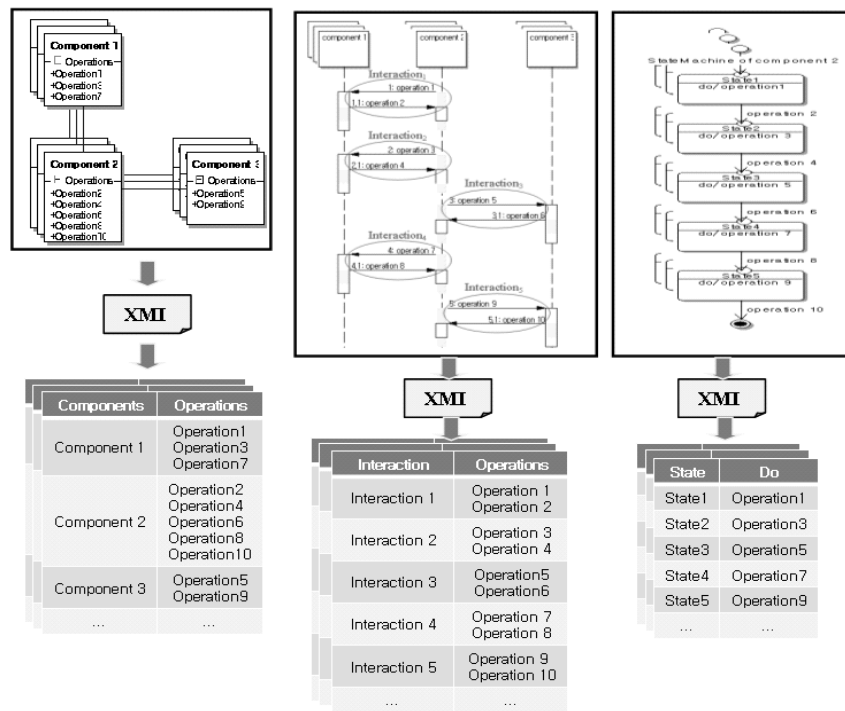 Component 1
Operations
+Operation1
+Operation3
+Operation7
Component 2
Operations
+Operation4
+Operation6
+Operation8
+Operation10
Component 3
Operations
+Operation5
+Operation9
XMI
Components Operations
Component 1
Operation1
Operation3
Operation7
Component 2
Operation2
Operation4
Operation6
Operation8
Operation10
Component 3
Operation5
Operation9
... ...
component 1 component 2 component 3
Interaction1
1: operation 1
1.1: operation 2
Interaction2
2: operation 3
2.1: operation 4
Interaction3
3: operation 5
3.1: operation 6
Interaction4
4: operation 7
4.1: operation 8
Interaction5
5: operation 9
5.1: operation 10
XMI
Interaction Operations
Interaction 1
Operation 1
Operation 2
Interaction 2
Operation 3
Operation 4
Interaction 3
Operation5
Operation6
Interaction 4
Operation 7
Operation 8
Interaction 5
Operation 9
Operation 10
... ...
StateMachine of component 2
State1
do/operation1
operation 2
State2
do/operation 3
operation 4
State3
do/operation 5
operation 6
State4
do/operation 7
operation 8
State5
do/operation 9
operation 10
XMI
State Do
State1 Operation1
State2 Operation3
State3 Operation5
State4 Operation7
State5 Operation9
... ...